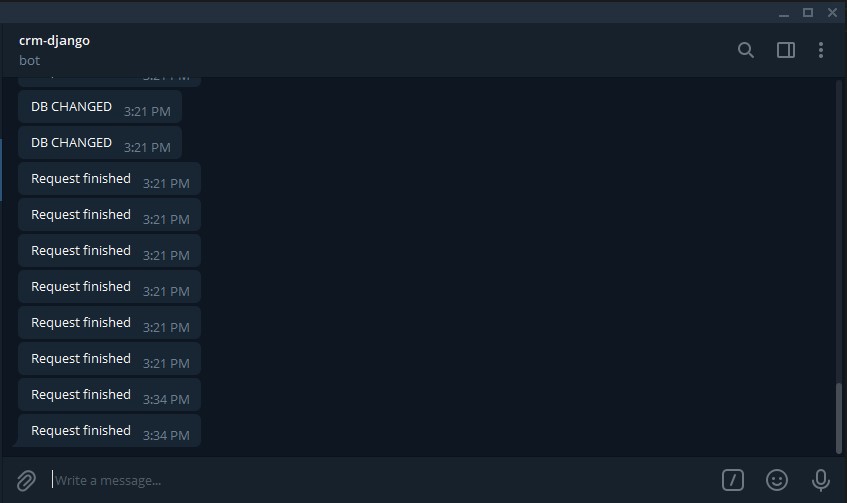 crm-django
bot
3:21 PM
DB CHANGED 3:21 PM
DB CHANGED 3:21 PM
Request finished 3:21 PM
Request finished 3:21 PM
Request finished 3:21 PM
Request finished 3:21 PM
Request finished 3:21 PM
Request finished 3:21 PM
Request finished 3:34 PM
Request finished 3:34 PM
Write a message...